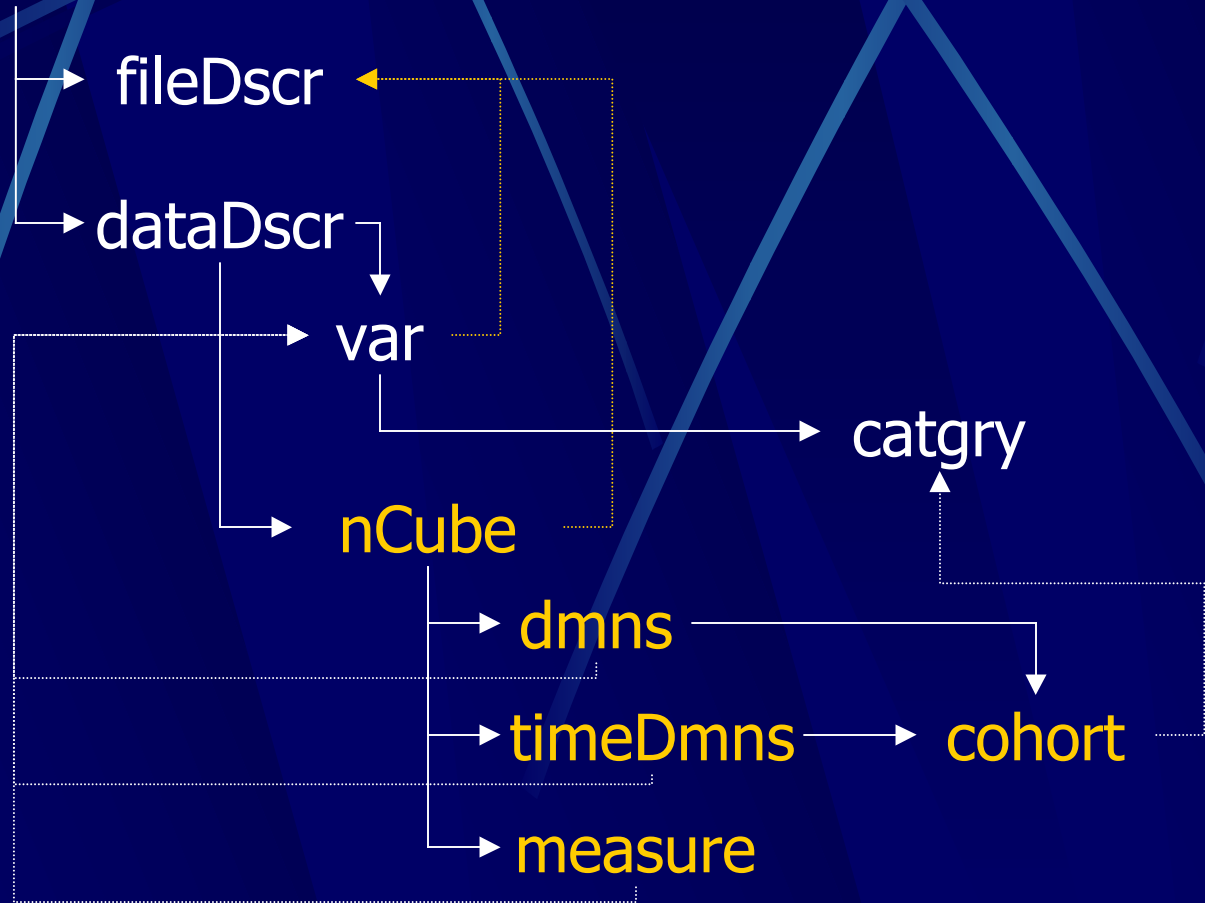 fileDscr
dataDscr
var
catgry
nCube
dmns
timeDmns
cohort
measure